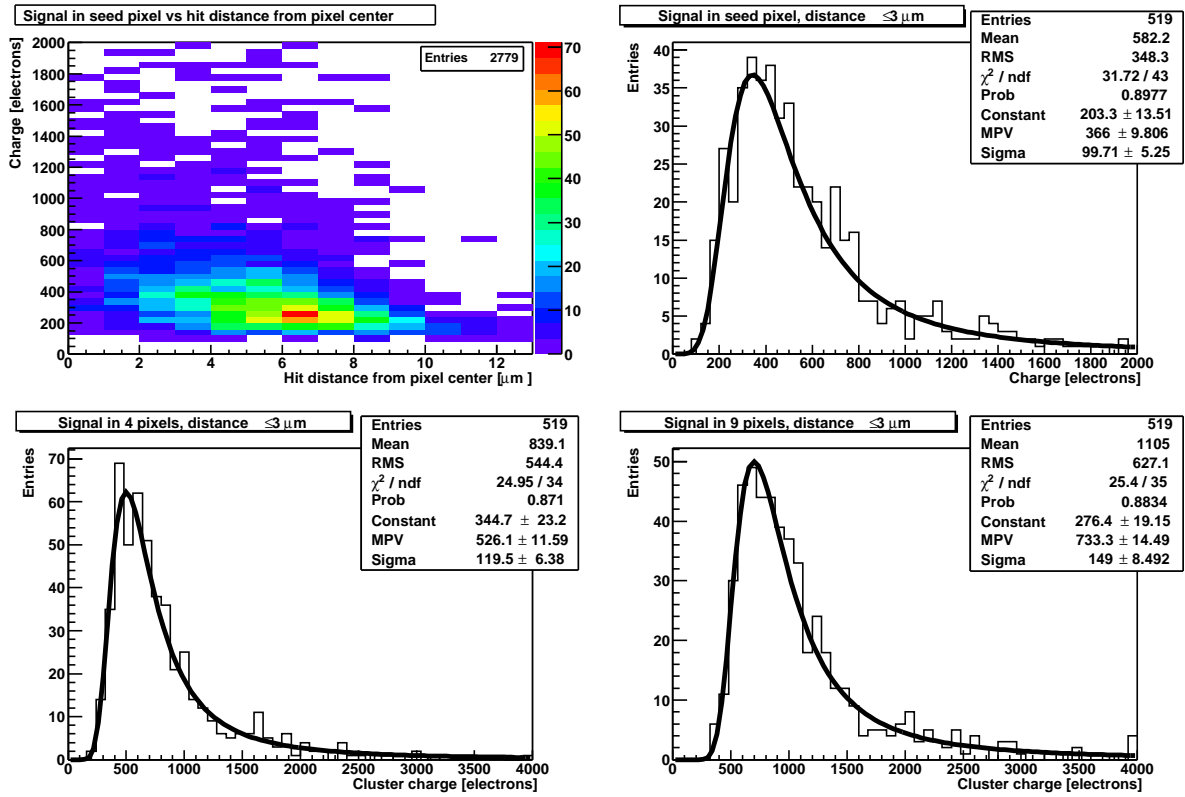 Signal in seed pixel vs hit distance from pixel center
Charge [electrons]
2000
1800
1600
1400
1200
1000
800
600
400
200
0
Entries 2779
70
60
50
40
30
20
10
0
0 2 4 6 8 10 12
Hit distance from pixel center [μm ]
Signal in seed pixel, distance ≤3 μm
Entries 519
Mean 582.2
RMS 348.3
χ² / ndf 31.72 / 43
Prob 0.8977
Constant 203.3 ± 13.51
MPV 366 ± 9.806
Sigma 99.71 ± 5.25
Entries
40
35
30
25
20
15
10
5
0
0 200 400 600 800 1000 1200 1400 1600 1800 2000
Charge [electrons]
Signal in 4 pixels, distance ≤3 μm
Entries 519
Mean 839.1
RMS 544.4
χ² / ndf 24.95 / 34
Prob 0.871
Constant 344.7 ± 23.2
MPV 526.1 ± 11.59
Sigma 119.5 ± 6.38
Entries
70
60
50
40
30
20
10
0
0 500 1000 1500 2000 2500 3000 3500 4000
Cluster charge [electrons]
Signal in 9 pixels, distance ≤3 μm
Entries 519
Mean 1105
RMS 627.1
χ² / ndf 25.4 / 35
Prob 0.8834
Constant 276.4 ± 19.15
MPV 733.3 ± 14.49
Sigma 149 ± 8.492
Entries
50
40
30
20
10
0
0 500 1000 1500 2000 2500 3000 3500 4000
Cluster charge [electrons]